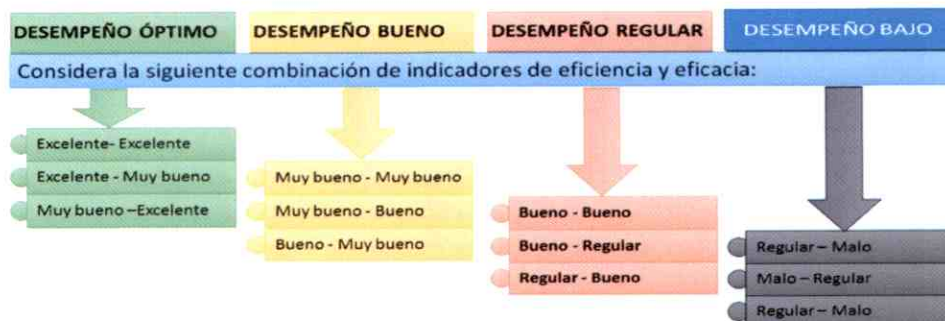 DESEMPEÑO ÓPTIMO
DESEMPEÑO BUENO
DESEMPEÑO REGULAR
DESEMPEÑO BAJO
Considera la siguiente combinación de indicadores de eficiencia y eficacia:
Excelente- Excelente
Excelente - Muy bueno
Muy bueno –Excelente
Muy bueno - Muy bueno
Muy bueno - Bueno
Bueno - Muy bueno
Bueno - Bueno
Bueno - Regular
Regular - Bueno
Regular – Malo
Malo – Regular
Regular – Malo